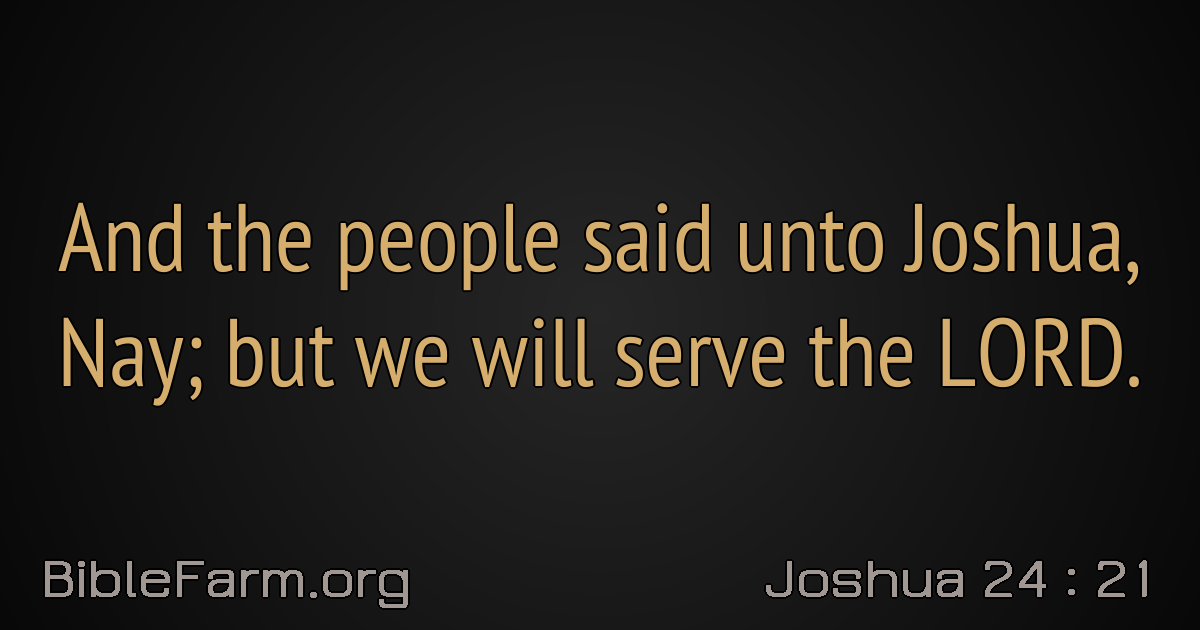 And the people said unto Joshua,
Nay; but we will serve the LORD.
BibleFarm.org
Joshua 24 : 21